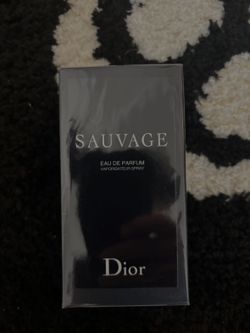 SAUVAGE
EAU DE PARFUM
VAPORISATEUR·SPRAY
Dior